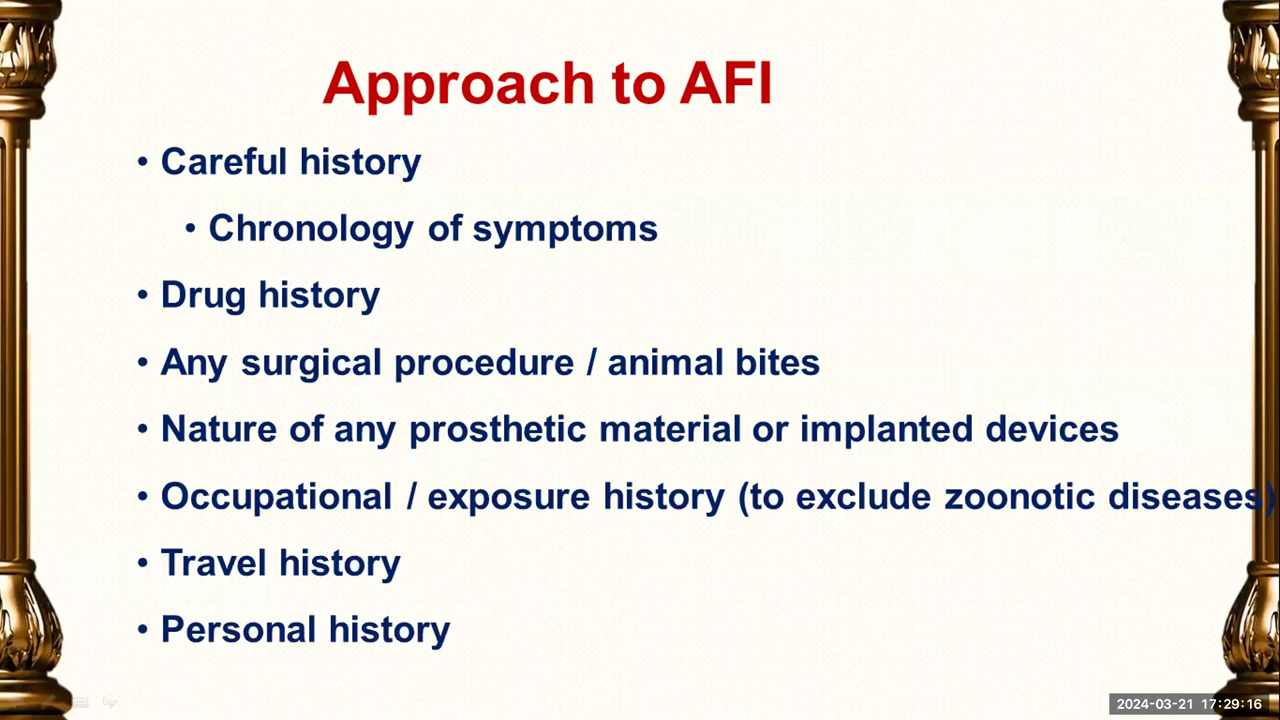 Approach to AFI
• Careful history
• Chronology of symptoms
• Drug history
• Any surgical procedure / animal bites
• Nature of any prosthetic material or implanted devices
• Occupational / exposure history (to exclude zoonotic diseases)
• Travel history
• Personal history
2024-03-21 17:29:16